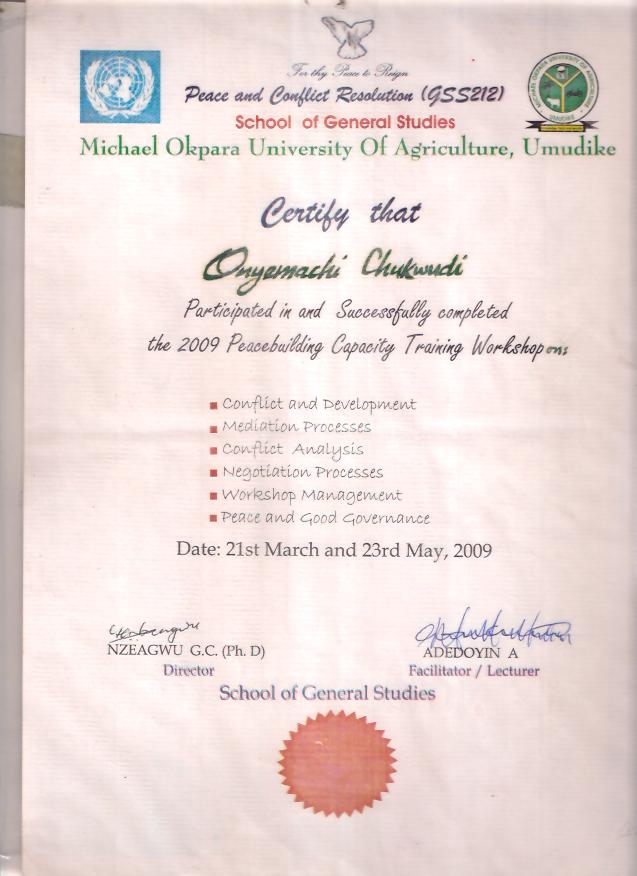 For thy Peace to Reign
Peace and Conflict Resolution (GSS212)
School of General Studies
Michael Okpara University Of Agriculture, Umudike
Certify that
Onyemachi Chukwudi
Participated in and Successfully completed
the 2009 Peacebuilding Capacity Training Workshop on:
Conflict and Development
Mediation Processes
Conflict Analysis
Negotiation Processes
Workshop Management
Peace and Good Governance
Date: 21st March and 23rd May, 2009
NZEAGWU G.C. (Ph. D)
ADEDOYIN A
Director
Facilitator / Lecturer
School of General Studies